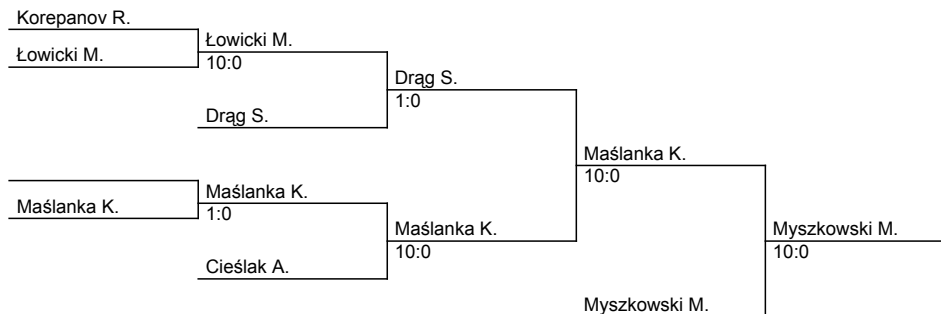 Korepanov R.
Łowicki M.
Łowicki M.
10:0
Drąg S.
Drąg S.
1:0
Maślanka K.
Maślanka K.
1:0
Cieślak A.
Maślanka K.
10:0
Maślanka K.
10:0
Myszkowski M.
Myszkowski M.
10:0